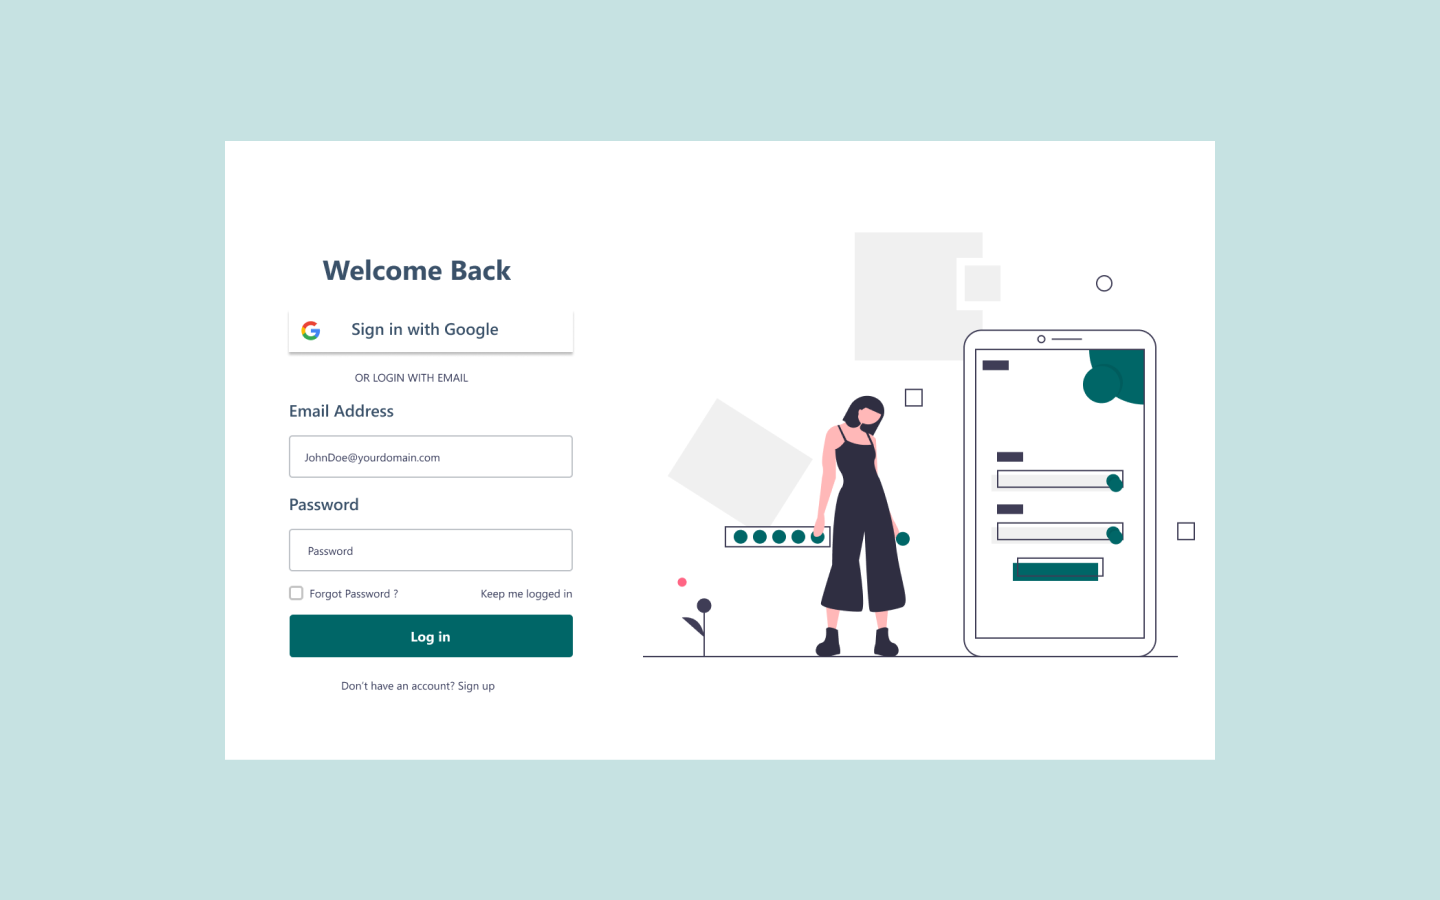 Welcome Back
Sign in with Google
OR LOGIN WITH EMAIL
Email Address
JohnDoe@yourdomain.com
Password
Password
Forgot Password ? Keep me logged in
Log in
Don't have an account? Sign up